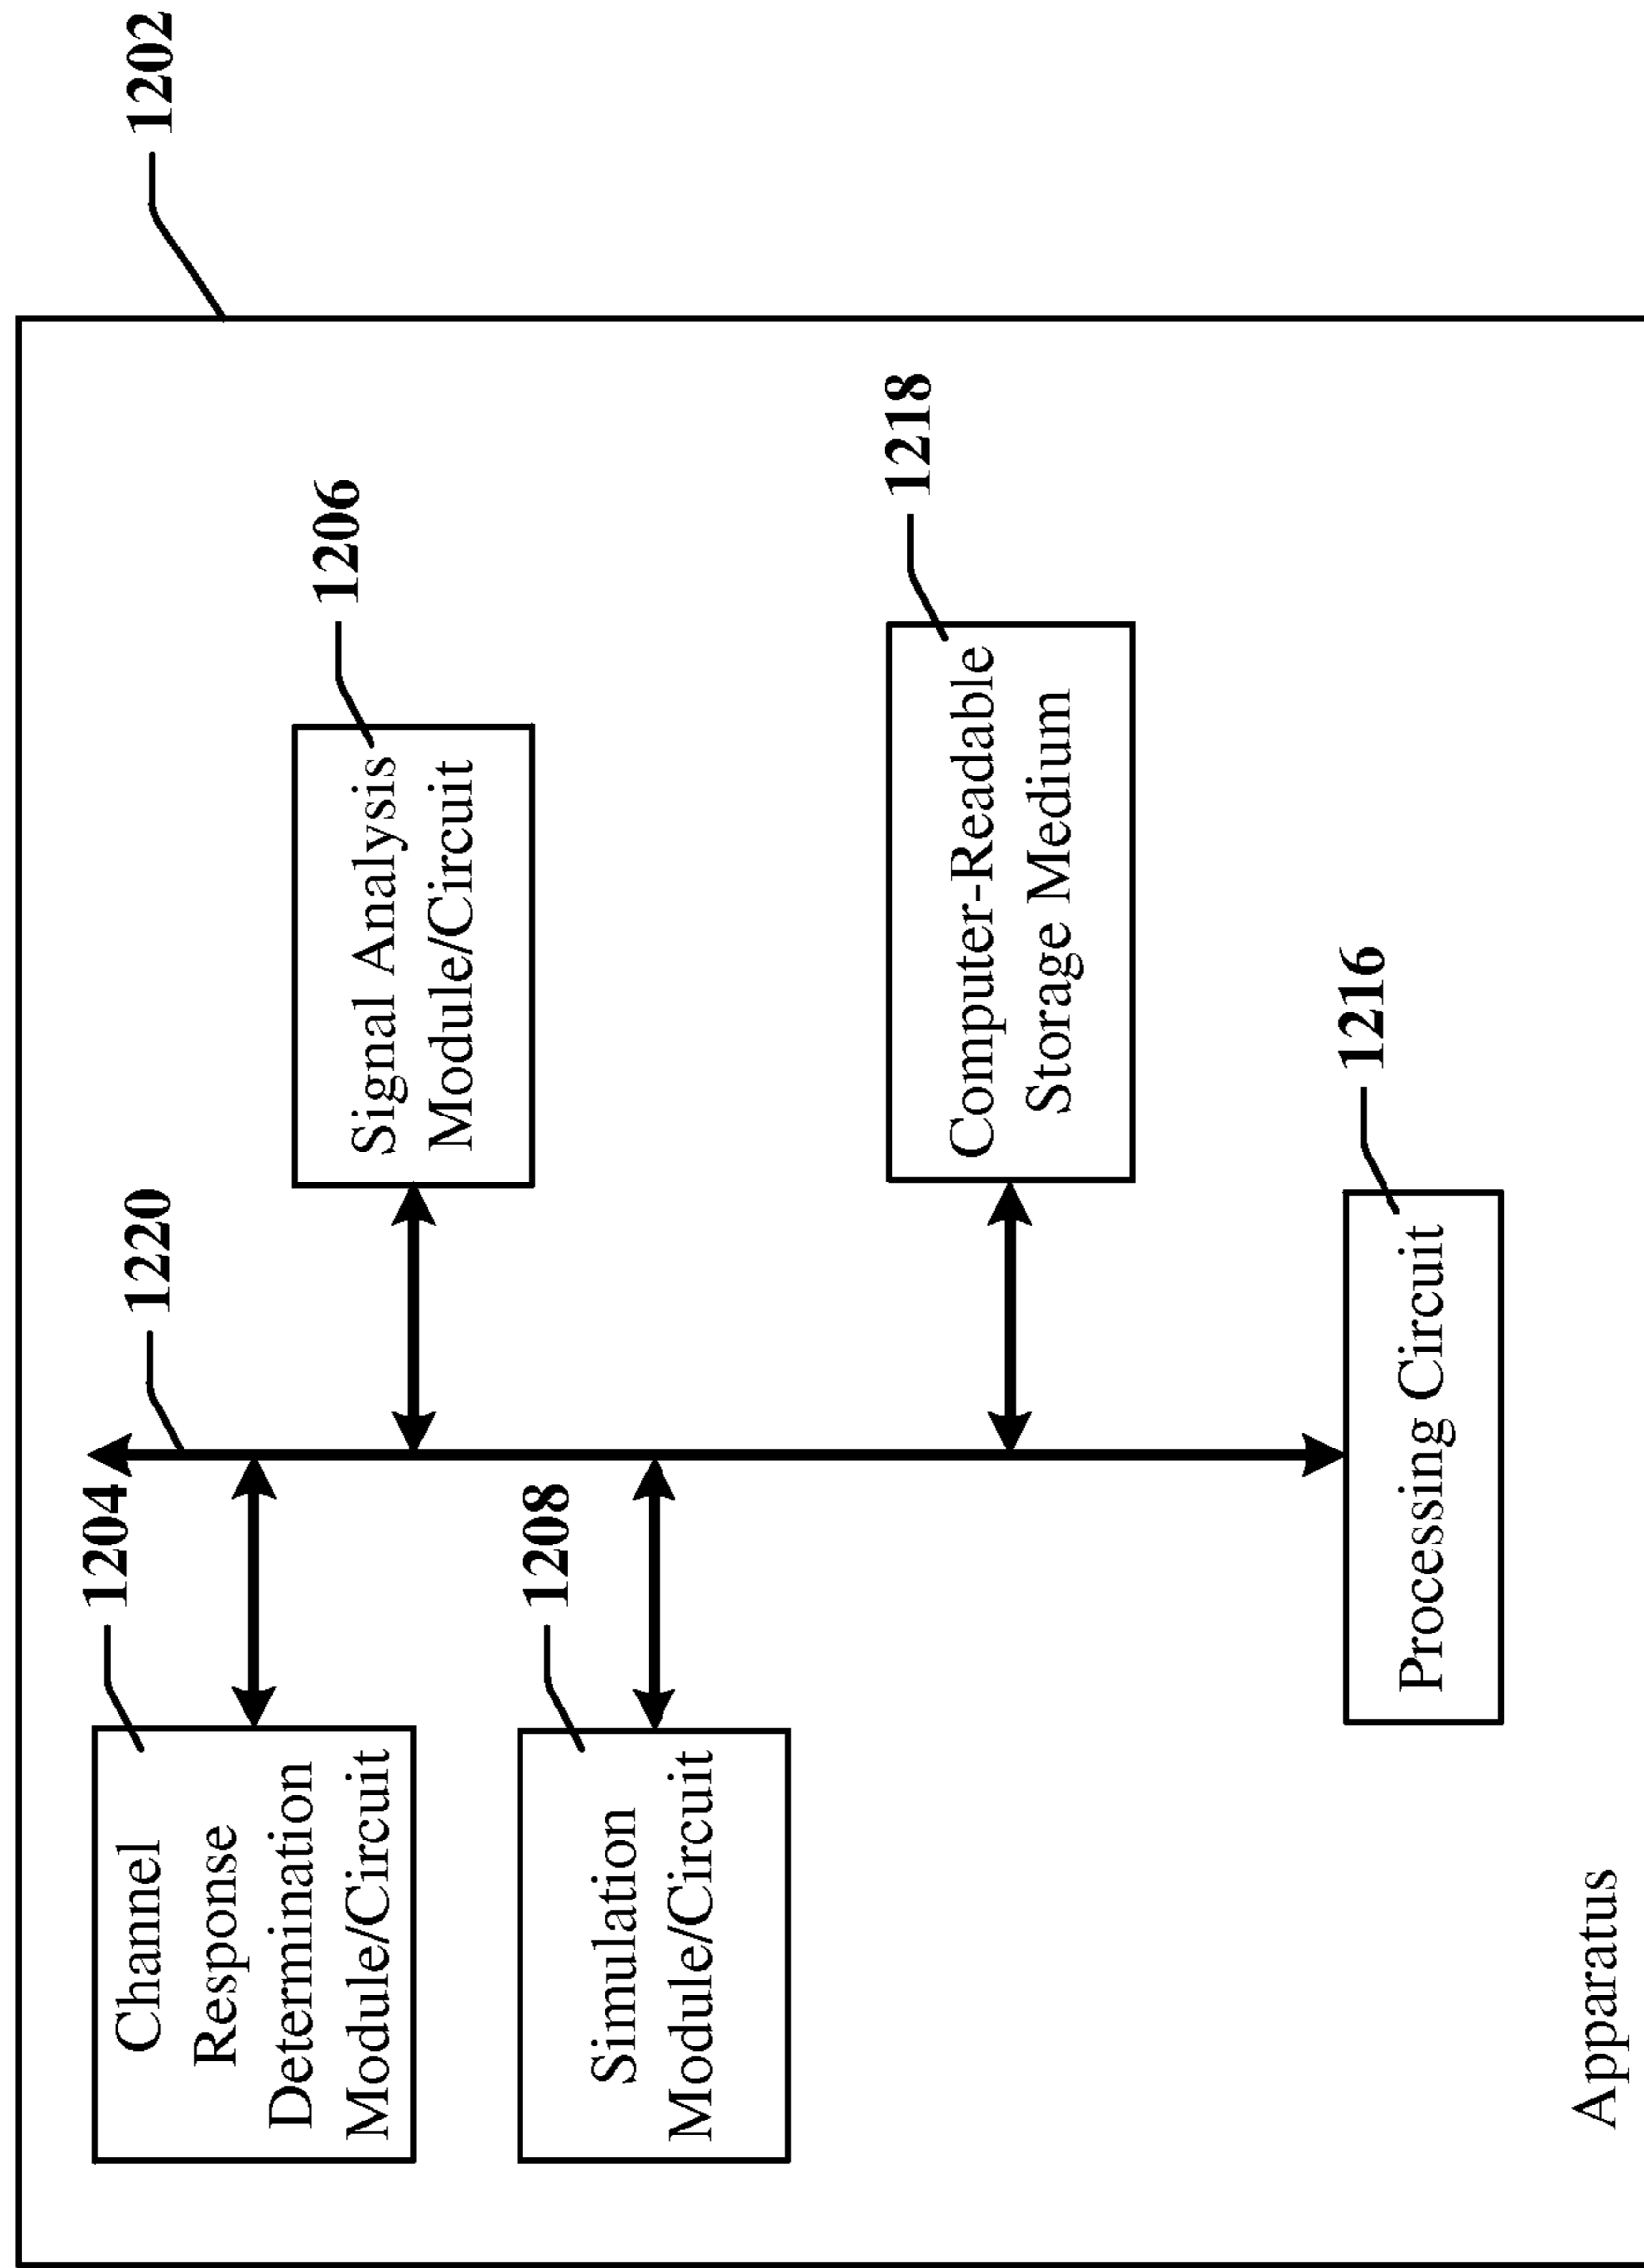 1202
1220
1204
Channel
Response
Determination
Module/Circuit
1206
Signal Analysis
Module/Circuit
1208
Simulation
Module/Circuit
1218
Computer-Readable
Storage Medium
1216
Processing Circuit
Apparatus